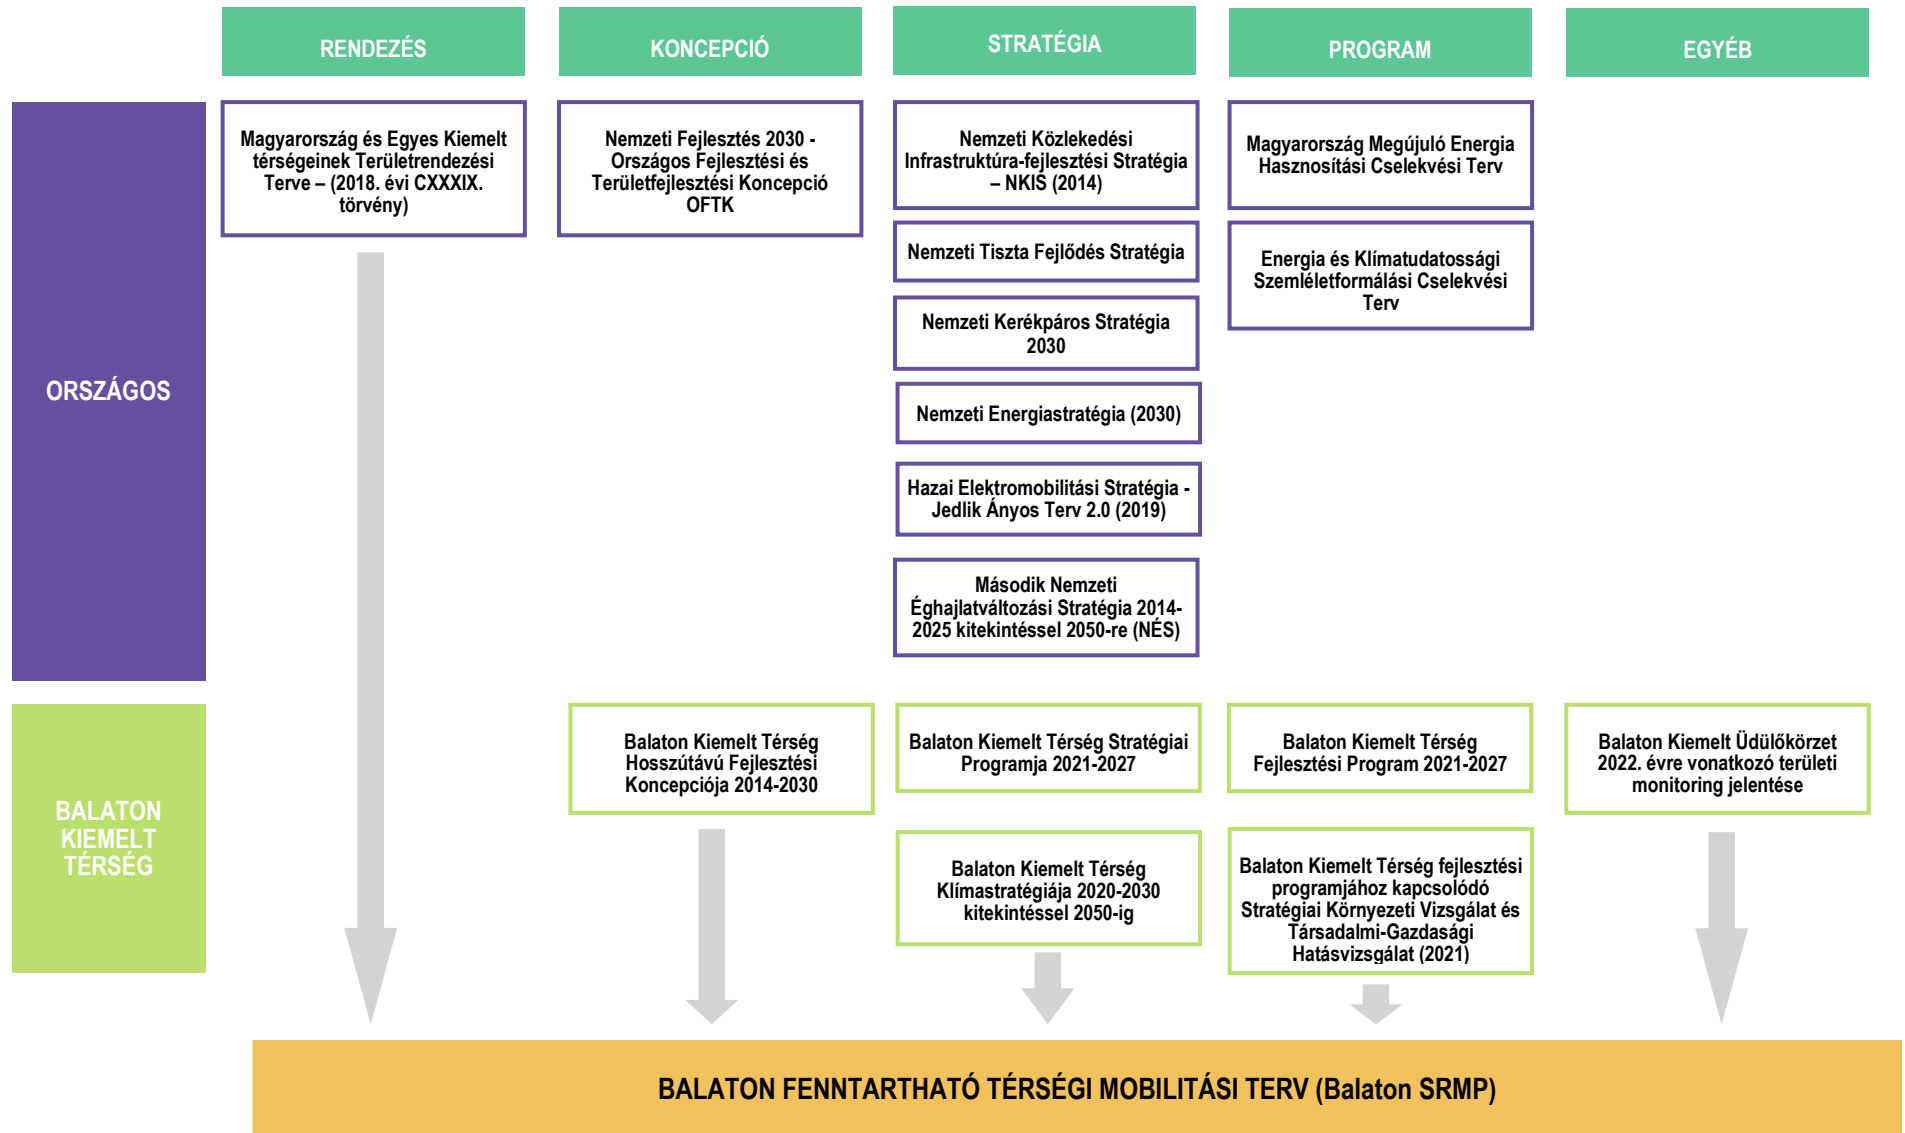 RENDEZÉS
KONCEPCIÓ
STRATÉGIA
PROGRAM
EGYÉB
ORSZÁGOS
Magyarország és Egyes Kiemelt
térségeinek Területrendezési
Terve – (2018. évi CXXXIX.
törvény)
Nemzeti Fejlesztés 2030 -
Országos Fejlesztési és
Területfejlesztési Koncepció
OFTK
Nemzeti Közlekedési
Infrastruktúra-fejlesztési Stratégia
– NKIS (2014)
Nemzeti Tiszta Fejlődés Stratégia
Nemzeti Kerékpáros Stratégia
2030
Nemzeti Energiastratégia (2030)
Hazai Elektromobilitási Stratégia -
Jedlik Ányos Terv 2.0 (2019)
Második Nemzeti
Éghajlatváltozási Stratégia 2014-
2025 kitekintéssel 2050-re (NÉS)
Magyarország Megújuló Energia
Hasznosítási Cselekvési Terv
Energia és Klímatudatossági
Szemléletformálási Cselekvési
Terv
BALATON
KIEMELT
TÉRSÉG
Balaton Kiemelt Térség
Hosszútávú Fejlesztési
Koncepciója 2014-2030
Balaton Kiemelt Térség Stratégiai
Programja 2021-2027
Balaton Kiemelt Térség
Klímastratégiája 2020-2030
kitekintéssel 2050-ig
Balaton Kiemelt Térség
Fejlesztési Program 2021-2027
Balaton Kiemelt Térség fejlesztési
programjához kapcsolódó
Stratégiai Környezeti Vizsgálat és
Társadalmi-Gazdasági
Hatásvizsgálat (2021)
Balaton Kiemelt Üdülőkörzet
2022. évre vonatkozó területi
monitoring jelentése
BALATON FENNTARTHATÓ TÉRSÉGI MOBILITÁSI TERV (Balaton SRMP)